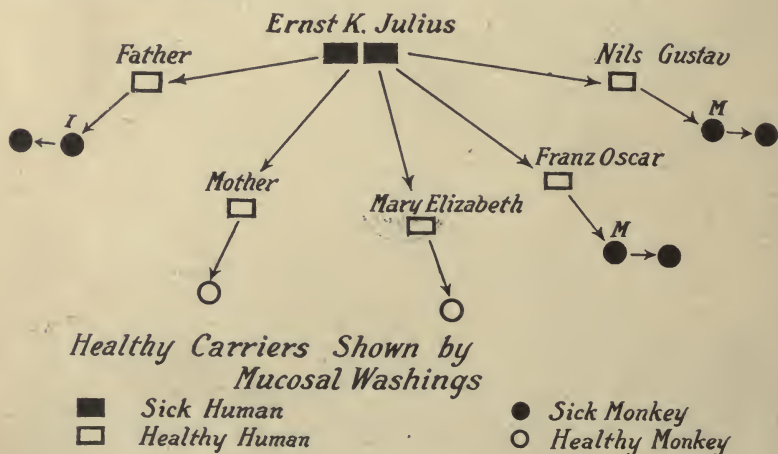 Ernst K. Julius
Father
Nils Gustav
I
M
Franz Oscar
Mother
Mary Elizabeth
M
Healthy Carriers Shown by
Mucosal Washings
Sick Human
Sick Monkey
Healthy Human
Healthy Monkey